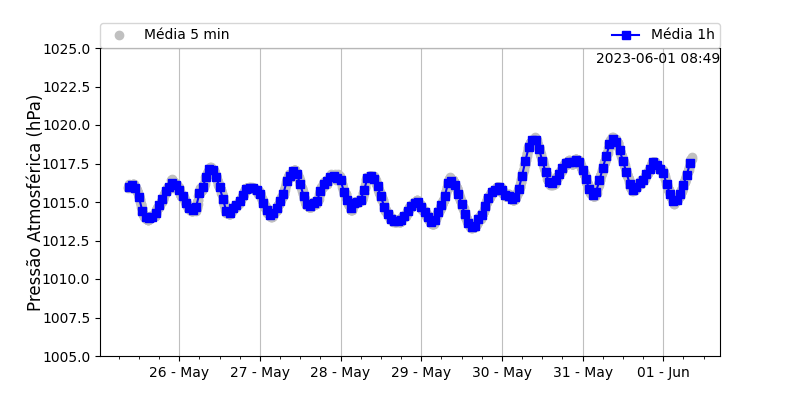 Média 5 min
Média 1h
2023-06-01 08:49
Pressão Atmosférica (hPa)
1025.0
1022.5
1020.0
1017.5
1015.0
1012.5
1010.0
1007.5
1005.0
26 - May
27 - May
28 - May
29 - May
30 - May
31 - May
01 - Jun